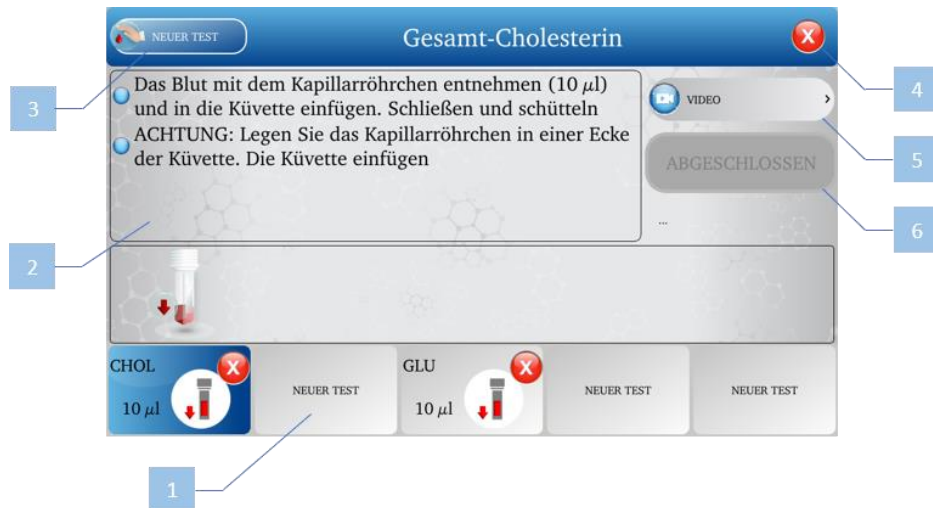 NEUER TEST
Gesamt-Cholesterin
X
3
4
Das Blut mit dem Kapillarröhrchen entnehmen (10 µl)
und in die Küvette einfügen. Schließen und schütteln
ACHTUNG: Legen Sie das Kapillarröhrchen in einer Ecke
der Küvette. Die Küvette einfügen
VIDEO
5
ABGESCHLOSSEN
...
6
2
CHOL
X
10 µl
NEUER TEST
GLU
X
10 µl
NEUER TEST
NEUER TEST
1